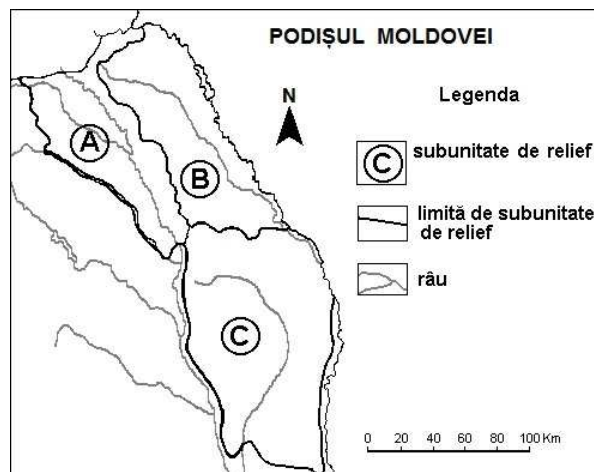 PODIȘUL MOLDOVEI
N
Legenda
A
B
C
C
subunitate de relief
limită de subunitate
de relief
râu
0 20 40 60 80 100 Km